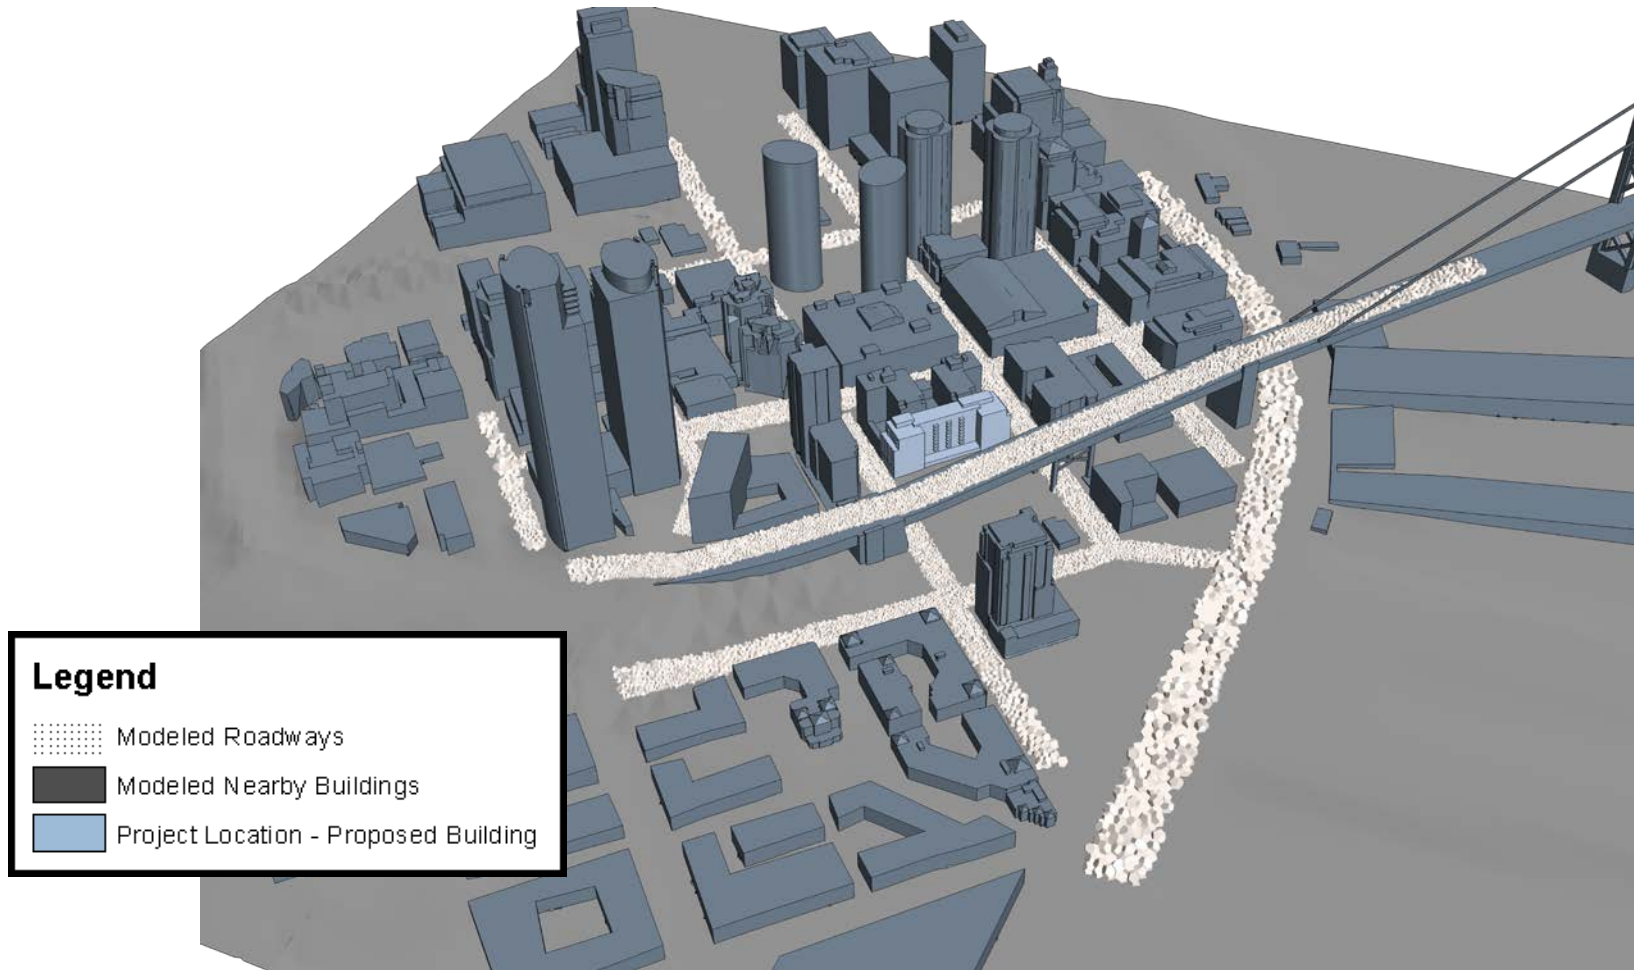 Legend
Modeled Roadways
Modeled Nearby Buildings
Project Location - Proposed Building